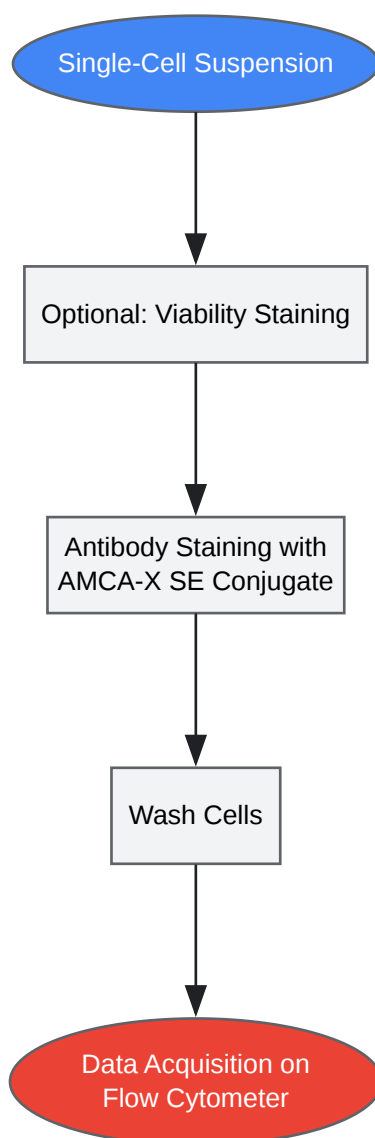 Single-Cell Suspension
Optional: Viability Staining
Antibody Staining with
AMCA-X SE Conjugate
Wash Cells
Data Acquisition on
Flow Cytometer